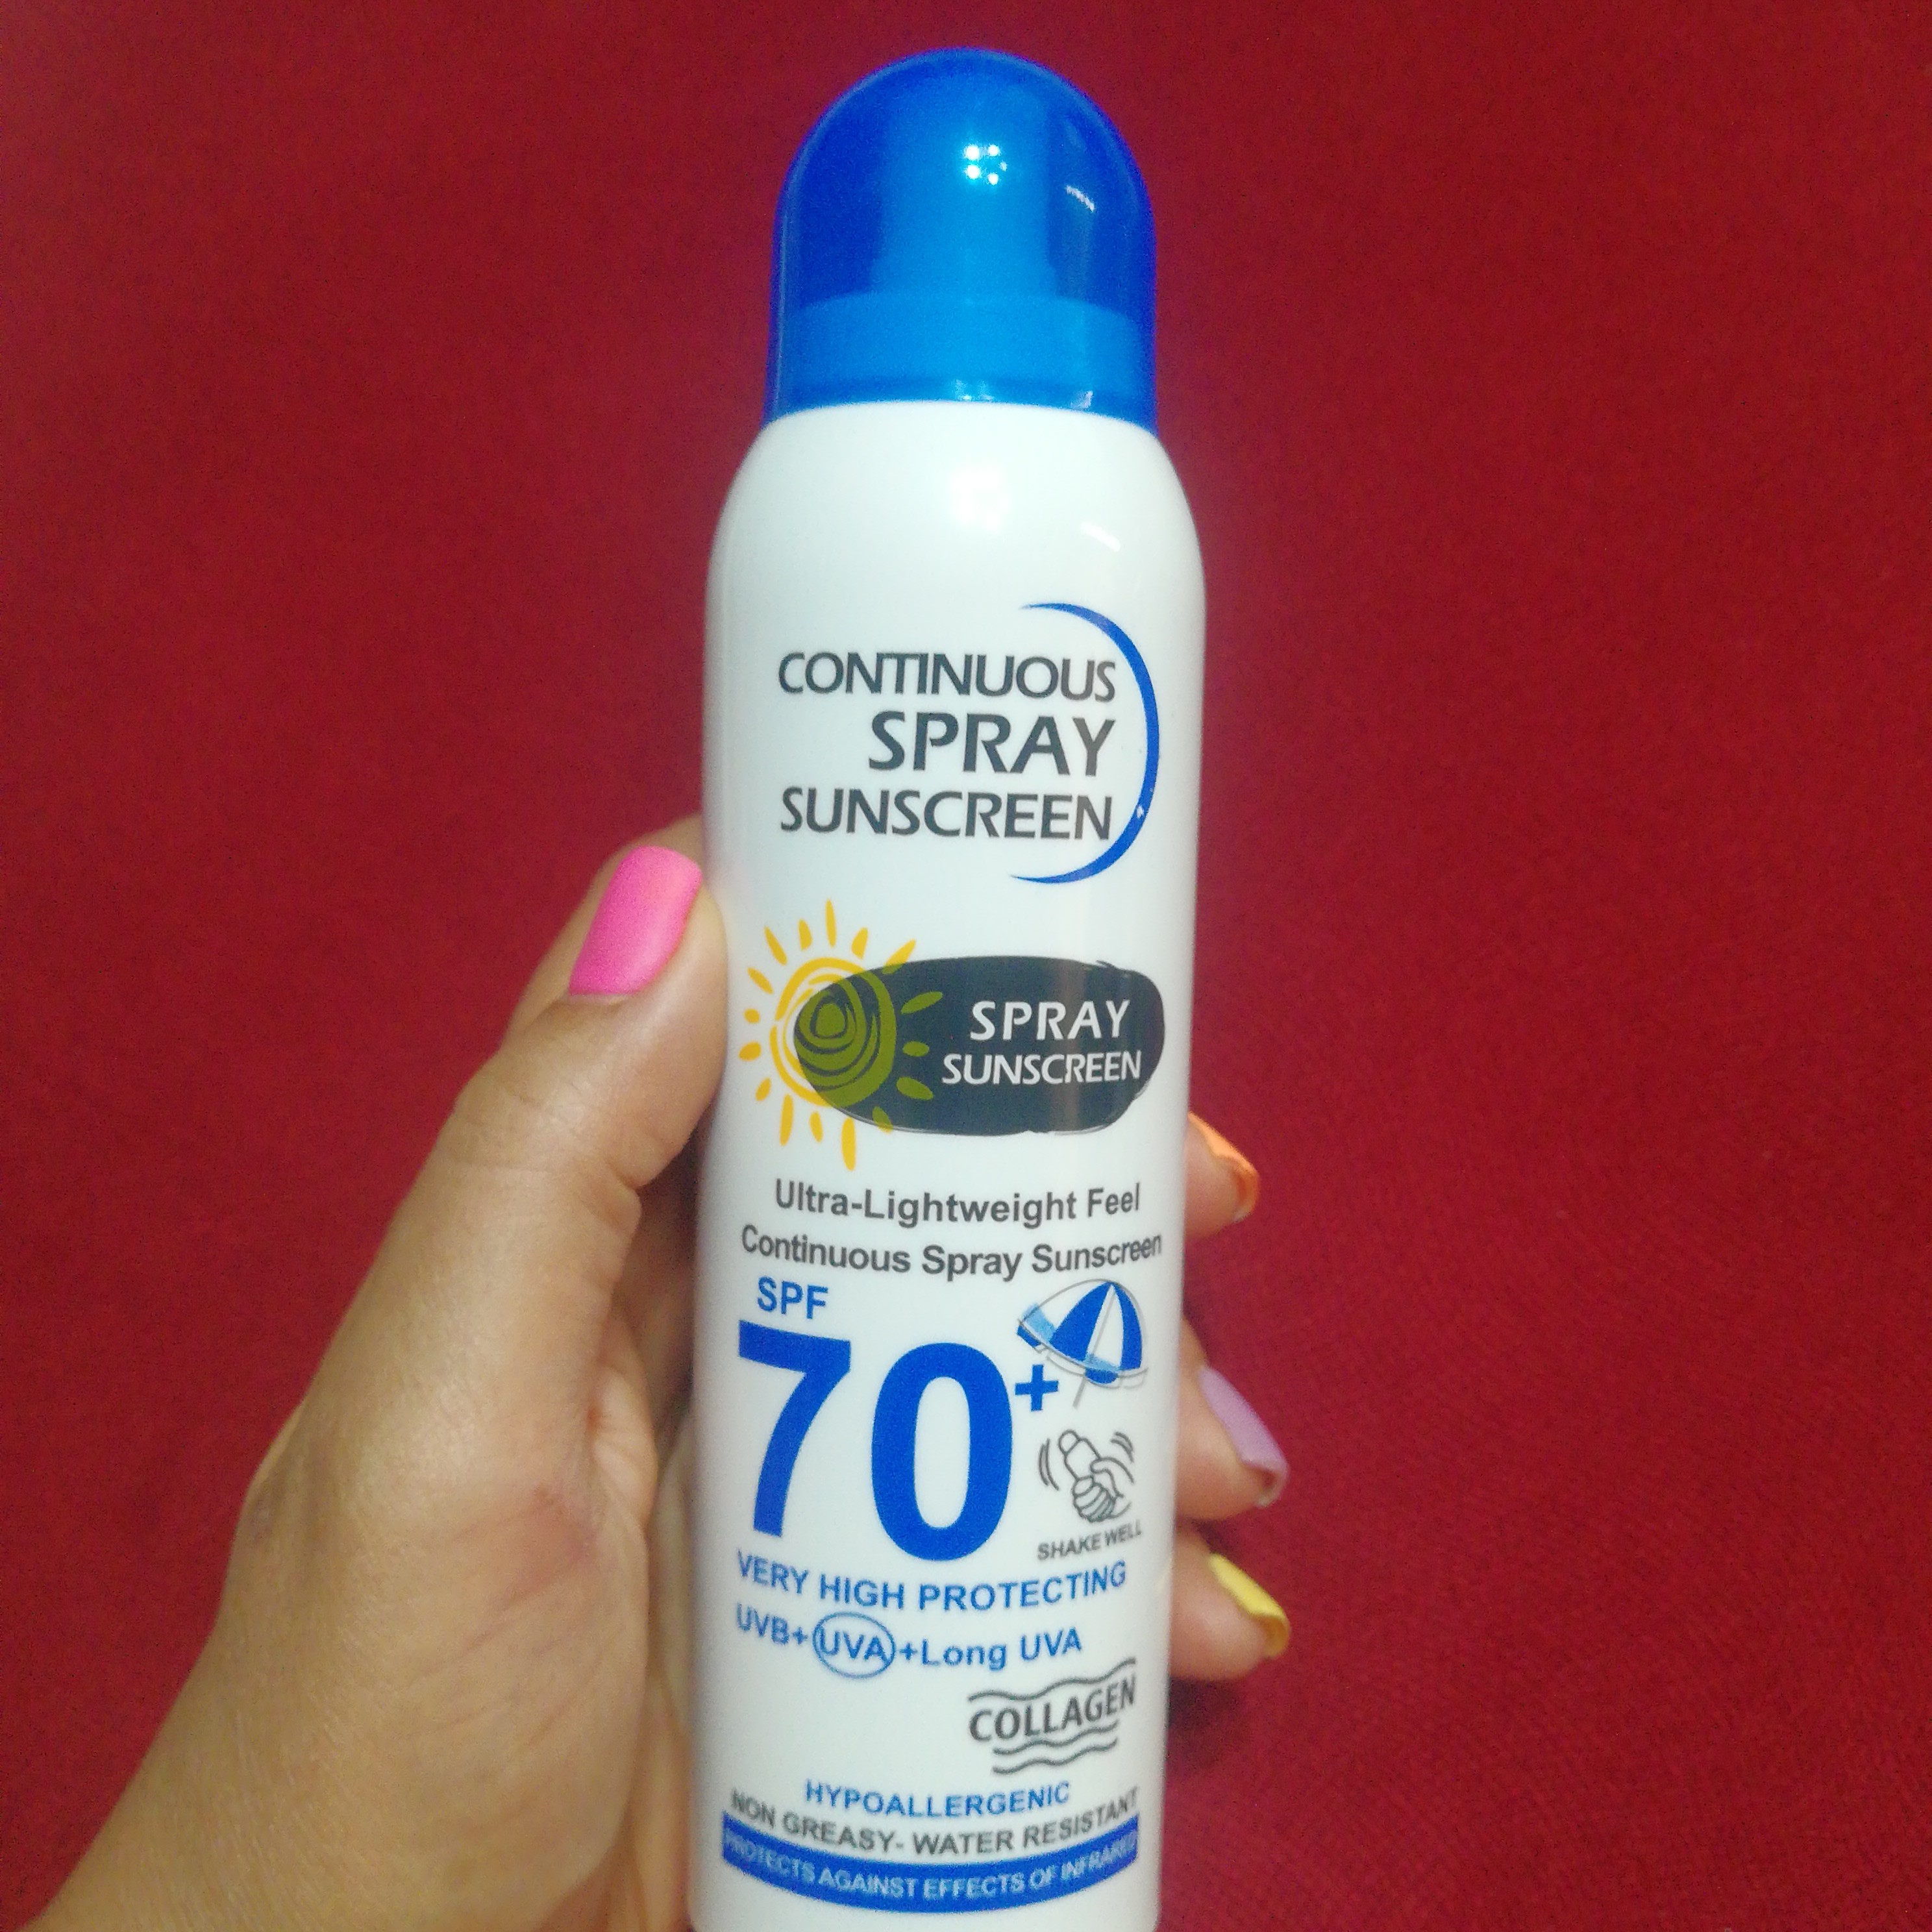 CONTINUOUS
SPRAY
SUNSCREEN
SPRAY
SUNSCREEN
Ultra-Lightweight Feel
Continuous Spray Sunscreen
SPF
70+
SHAKE WELL
VERY HIGH PROTECTING
UVB+UVA+Long UVA
COLLAGEN
HYPOALLERGENIC
NON GREASY- WATER RESISTANT
PROTECTS AGAINST EFFECTS OF INFRARED